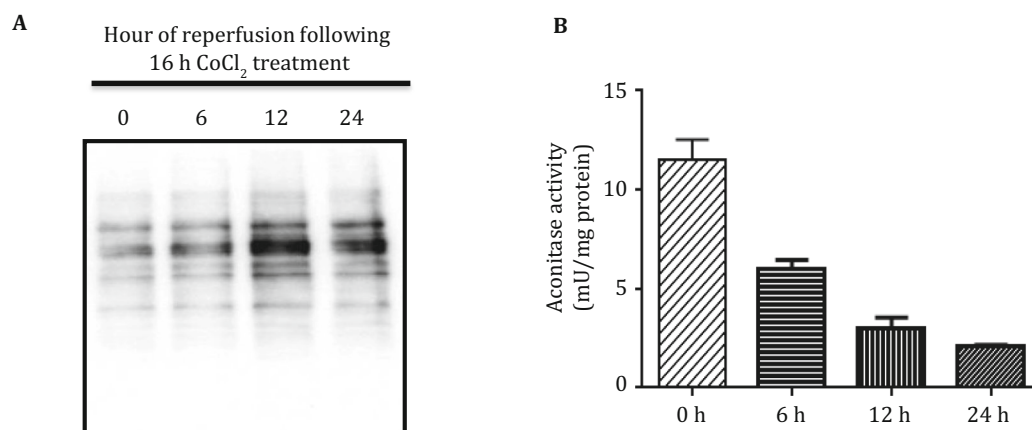 A
Hour of reperfusion following
16 h CoCl₂ treatment
0 6 12 24
B
Aconitase activity
(mU/mg protein)
15
10
5
0
0 h 6 h 12 h 24 h